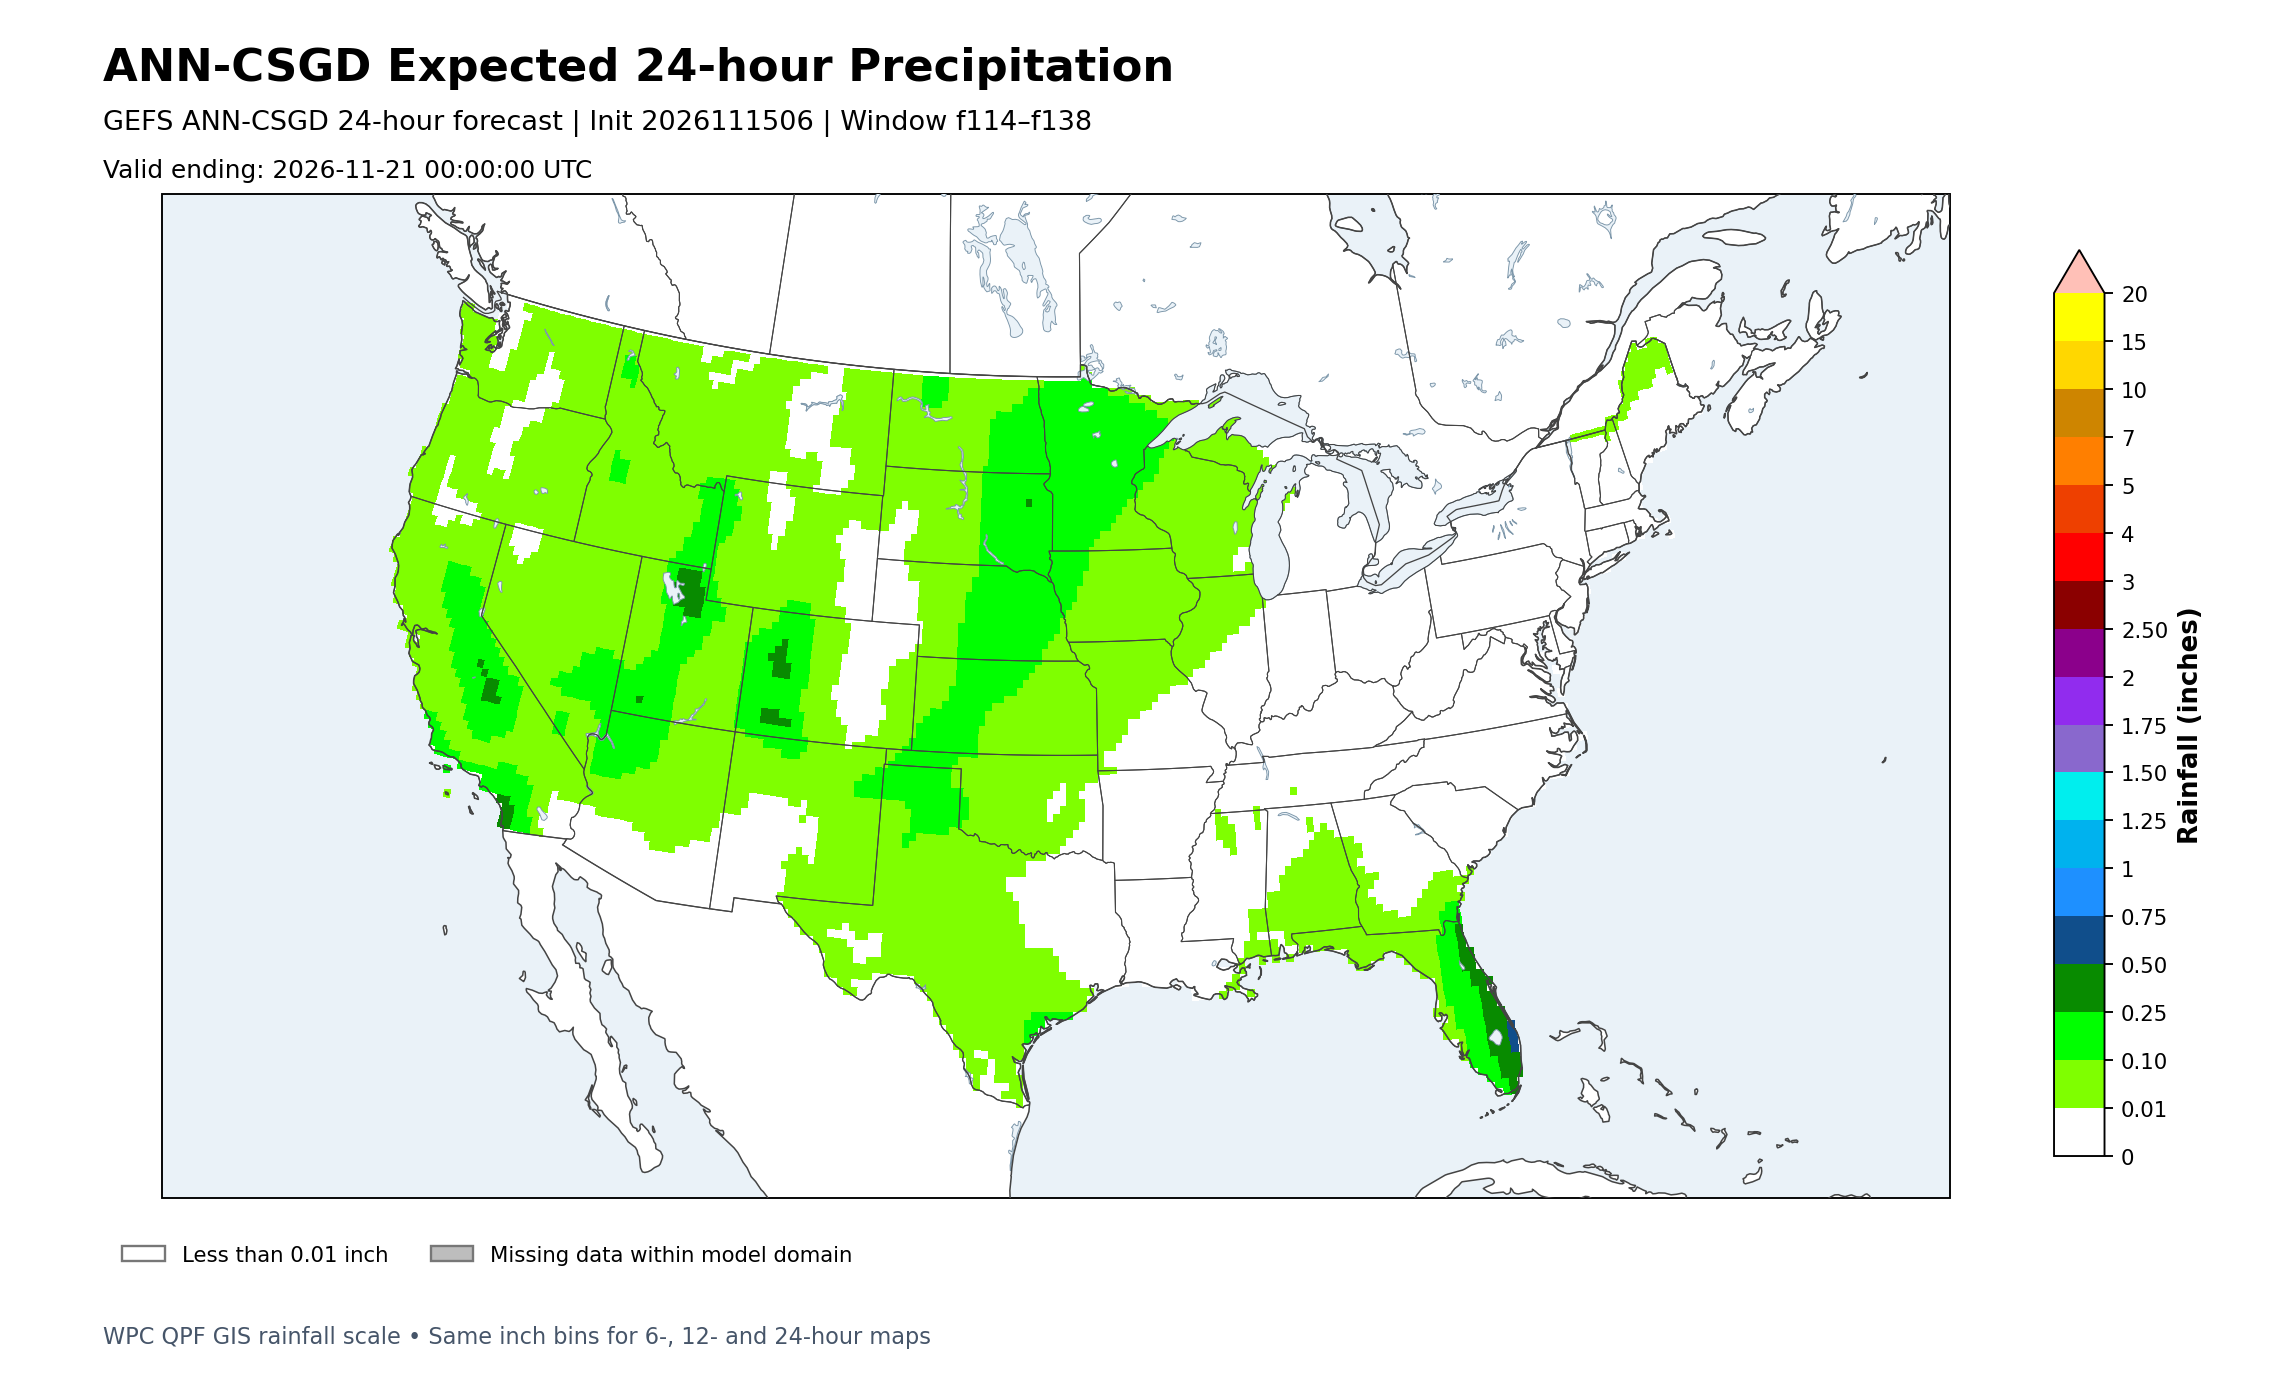 ANN-CSGD Expected 24-hour Precipitation
GEFS ANN-CSGD 24-hour forecast | Init 2026111506 | Window f114–f138
Valid ending: 2026-11-21 00:00:00 UTC
20
15
10
7
5
4
3
2.50
2
1.75
1.50
1.25
1
0.75
0.50
0.25
0.10
0.01
0
Rainfall (inches)
Less than 0.01 inch
Missing data within model domain
WPC QPF GIS rainfall scale • Same inch bins for 6-, 12- and 24-hour maps